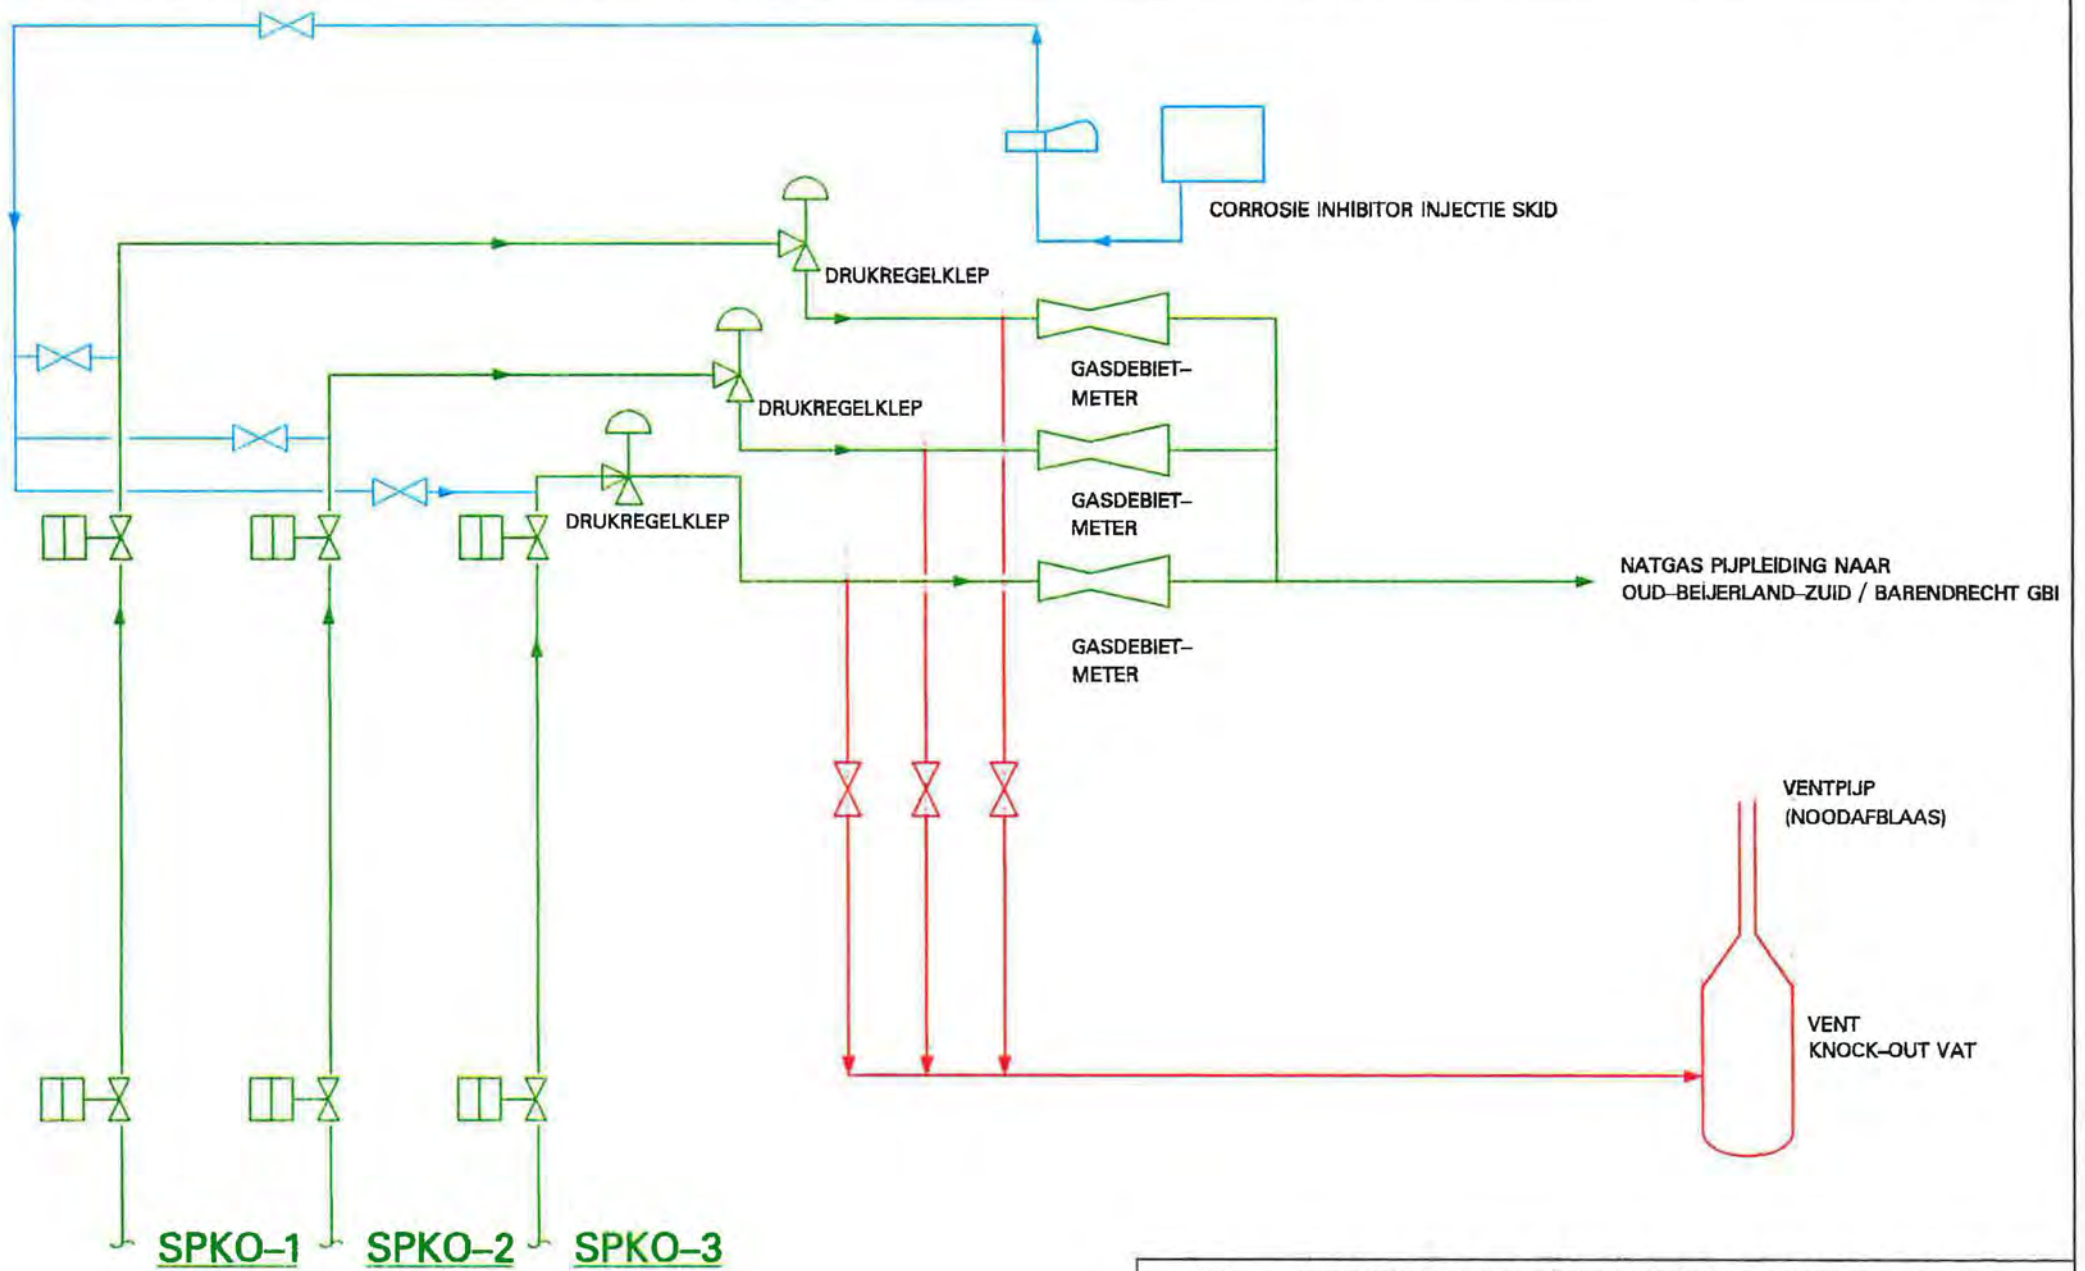 CORROSIE INHIBITOR INJECTIE SKID
DRUKREGELKLEP
GASDEBIET–
METER
DRUKREGELKLEP
GASDEBIET–
METER
DRUKREGELKLEP
NATGAS PIJPLEIDING NAAR
OUD–BEIJERLAND–ZUID / BARENDRECHT GBI
GASDEBIET–
METER
VENTPIJP
(NOODAFBLAAS)
VENT
KNOCK–OUT VAT
SPKO–1
SPKO–2
SPKO–3